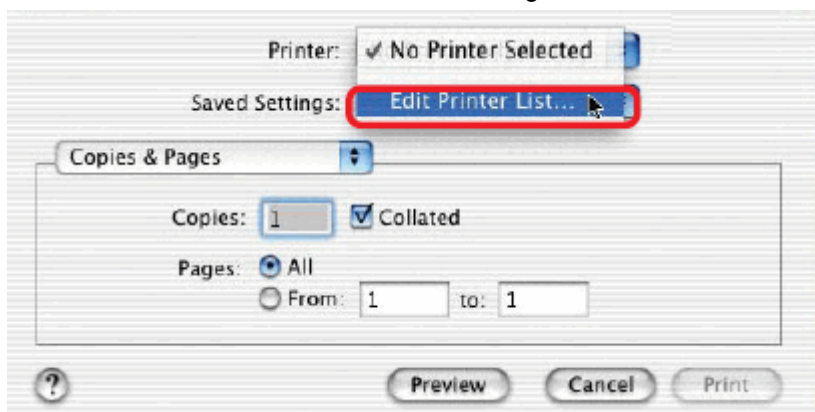 Printer: ✓ No Printer Selected
Saved Settings: Edit Printer List...
Copies & Pages
Copies: 1 Collated
Pages: All
From: 1 to: 1
? Preview Cancel Print